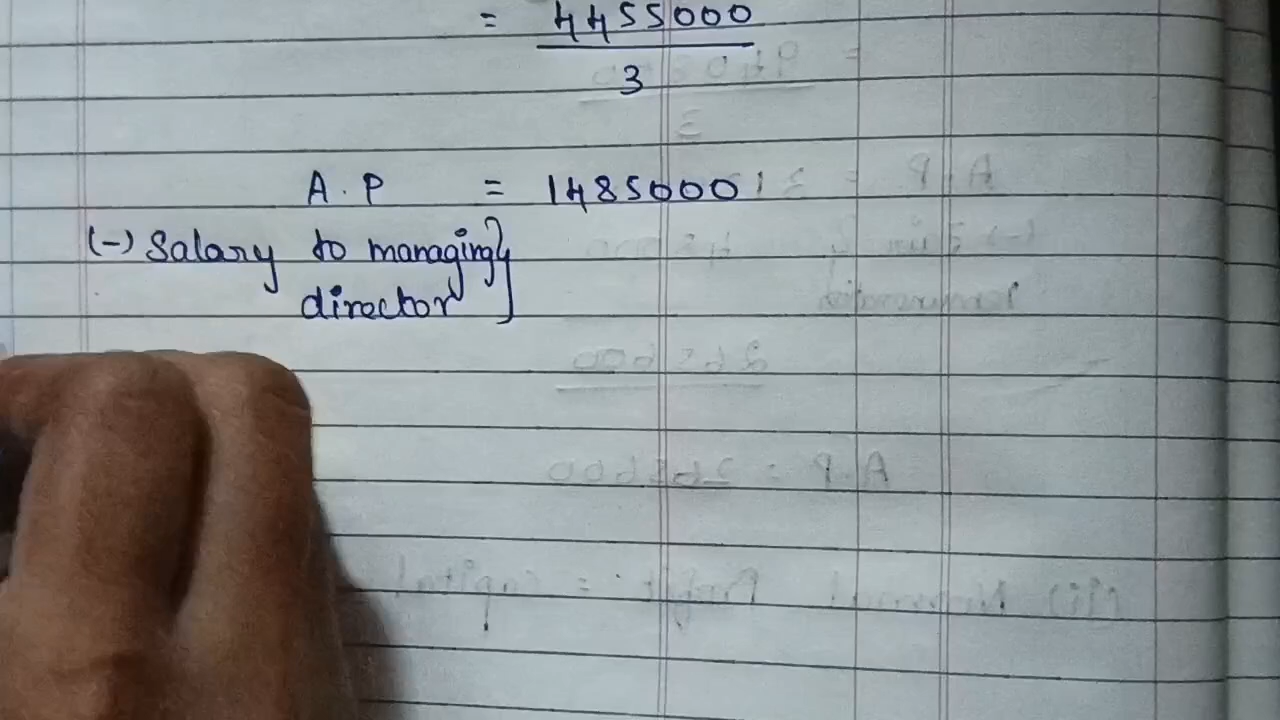 = 4455000
3
A.P = 1485000
(-) Salary to managing
director